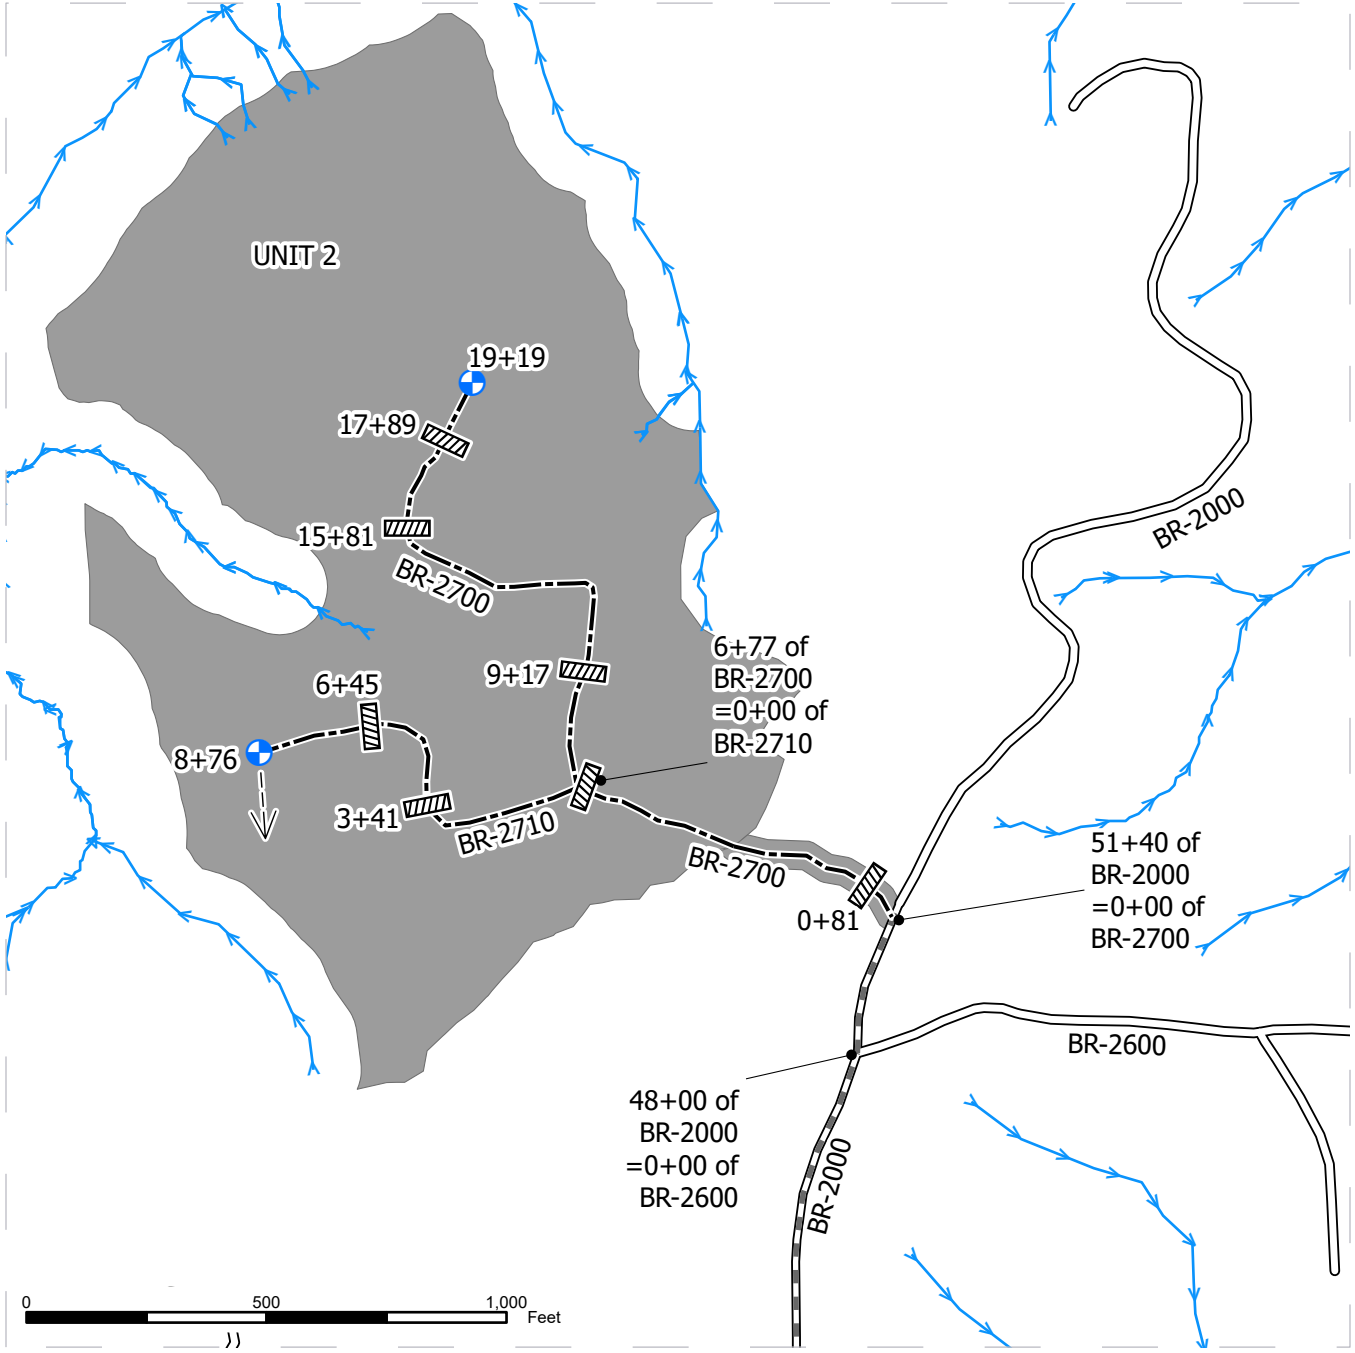 UNIT 2
19+19
17+89
15+81
BR-2700
BR-2000
6+77 of
BR-2700
=0+00 of
BR-2710
9+17
6+45
8+76
3+41
BR-2710
BR-2700
0+81
51+40 of
BR-2000
=0+00 of
BR-2700
BR-2600
48+00 of
BR-2000
=0+00 of
BR-2600
BR-2000
0 500 1,000
Feet